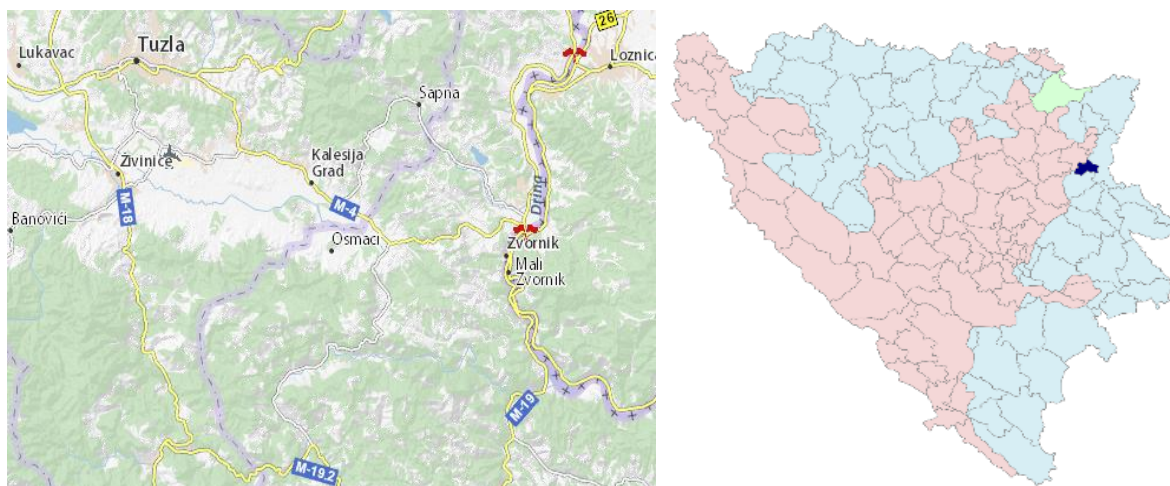 26
Lukavac
Tuzla
Loznica
Sapna
Živinice
Kalesija
Grad
M-18
M-4
Drina
Banovići
Osmaci
Zvornik
Mali
Zvornik
M-19
M-19.2